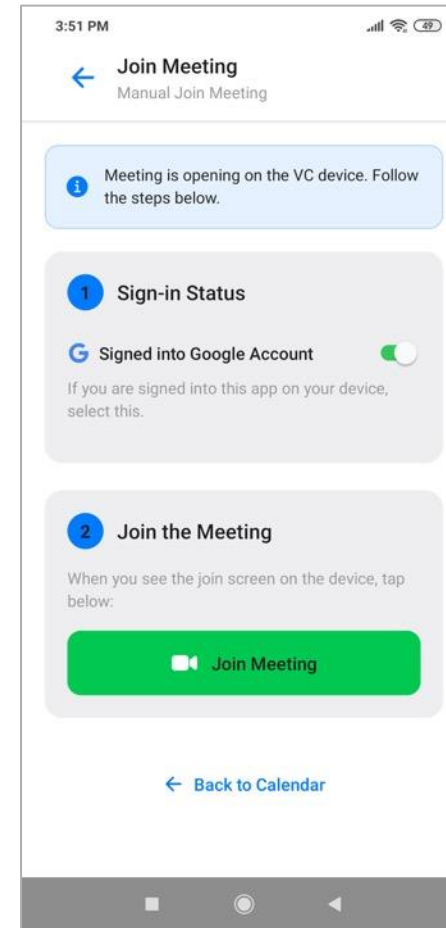 3:51 PM 49
Join Meeting
Manual Join Meeting
Meeting is opening on the VC device. Follow
the steps below.
1 Sign-in Status
Signed into Google Account
If you are signed into this app on your device,
select this.
2 Join the Meeting
When you see the join screen on the device, tap
below:
Join Meeting
Back to Calendar